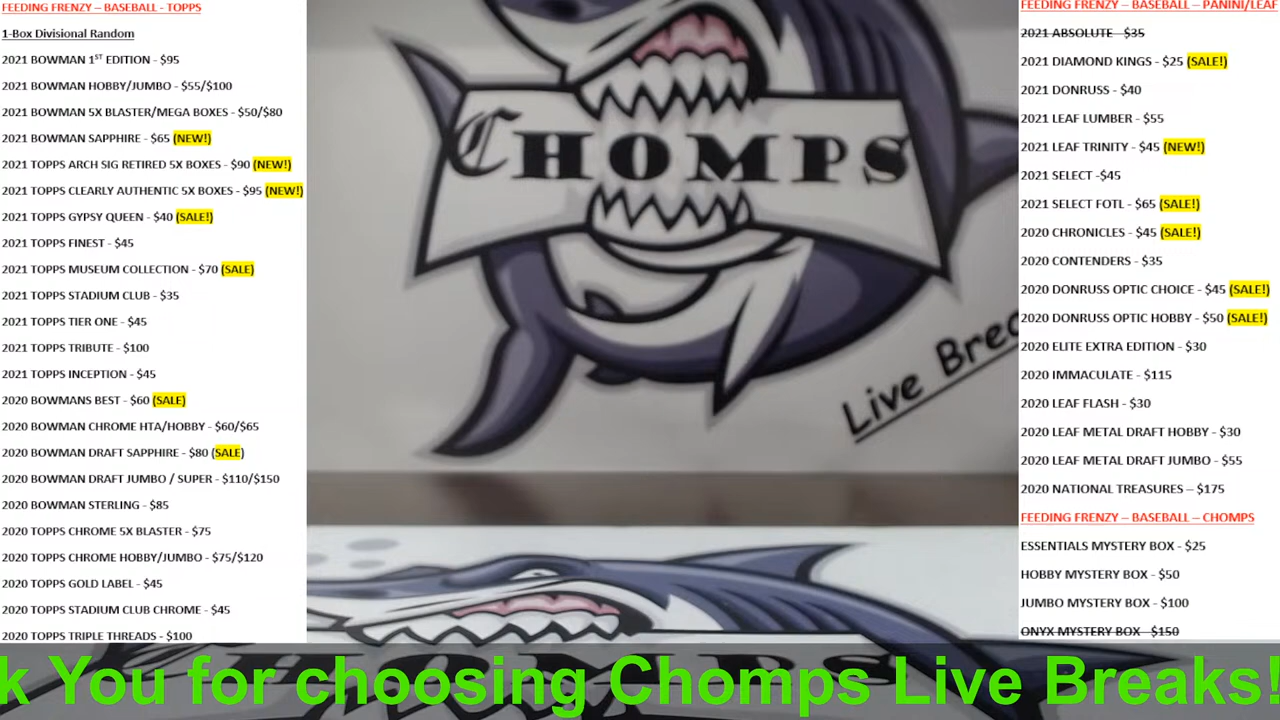 FEEDING FRENZY – BASEBALL - TOPPS
1-Box Divisional Random
2021 BOWMAN 1ST EDITION - $95
2021 BOWMAN HOBBY/JUMBO - $55/$100
2021 BOWMAN 5X BLASTER/MEGA BOXES - $50/$80
2021 BOWMAN SAPPHIRE - $65 (NEW!)
2021 TOPPS ARCH SIG RETIRED 5X BOXES - $90 (NEW!)
2021 TOPPS CLEARLY AUTHENTIC 5X BOXES - $95 (NEW!)
2021 TOPPS GYPSY QUEEN - $40 (SALE!)
2021 TOPPS FINEST - $45
2021 TOPPS MUSEUM COLLECTION - $70 (SALE)
2021 TOPPS STADIUM CLUB - $35
2021 TOPPS TIER ONE - $45
2021 TOPPS TRIBUTE - $100
2021 TOPPS INCEPTION - $45
2020 BOWMANS BEST - $60 (SALE)
2020 BOWMAN CHROME HTA/HOBBY - $60/$65
2020 BOWMAN DRAFT SAPPHIRE - $80 (SALE)
2020 BOWMAN DRAFT JUMBO / SUPER - $110/$150
2020 BOWMAN STERLING - $85
2020 TOPPS CHROME 5X BLASTER - $75
2020 TOPPS CHROME HOBBY/JUMBO - $75/$120
2020 TOPPS GOLD LABEL - $45
2020 TOPPS STADIUM CLUB CHROME - $45
2020 TOPPS TRIPLE THREADS - $100
CHOMPS
Live Brea
FEEDING FRENZY – BASEBALL – PANINI/LEAF
2021 ABSOLUTE - $35
2021 DIAMOND KINGS - $25 (SALE!)
2021 DONRUSS - $40
2021 LEAF LUMBER - $55
2021 LEAF TRINITY - $45 (NEW!)
2021 SELECT -$45
2021 SELECT FOTL - $65 (SALE!)
2020 CHRONICLES - $45 (SALE!)
2020 CONTENDERS - $35
2020 DONRUSS OPTIC CHOICE - $45 (SALE!)
2020 DONRUSS OPTIC HOBBY - $50 (SALE!)
2020 ELITE EXTRA EDITION - $30
2020 IMMACULATE - $115
2020 LEAF FLASH - $30
2020 LEAF METAL DRAFT HOBBY - $30
2020 LEAF METAL DRAFT JUMBO - $55
2020 NATIONAL TREASURES – $175
FEEDING FRENZY – BASEBALL – CHOMPS
ESSENTIALS MYSTERY BOX - $25
HOBBY MYSTERY BOX - $50
JUMBO MYSTERY BOX - $100
ONYX MYSTERY BOX - $150
k You for choosing Chomps Live Breaks!